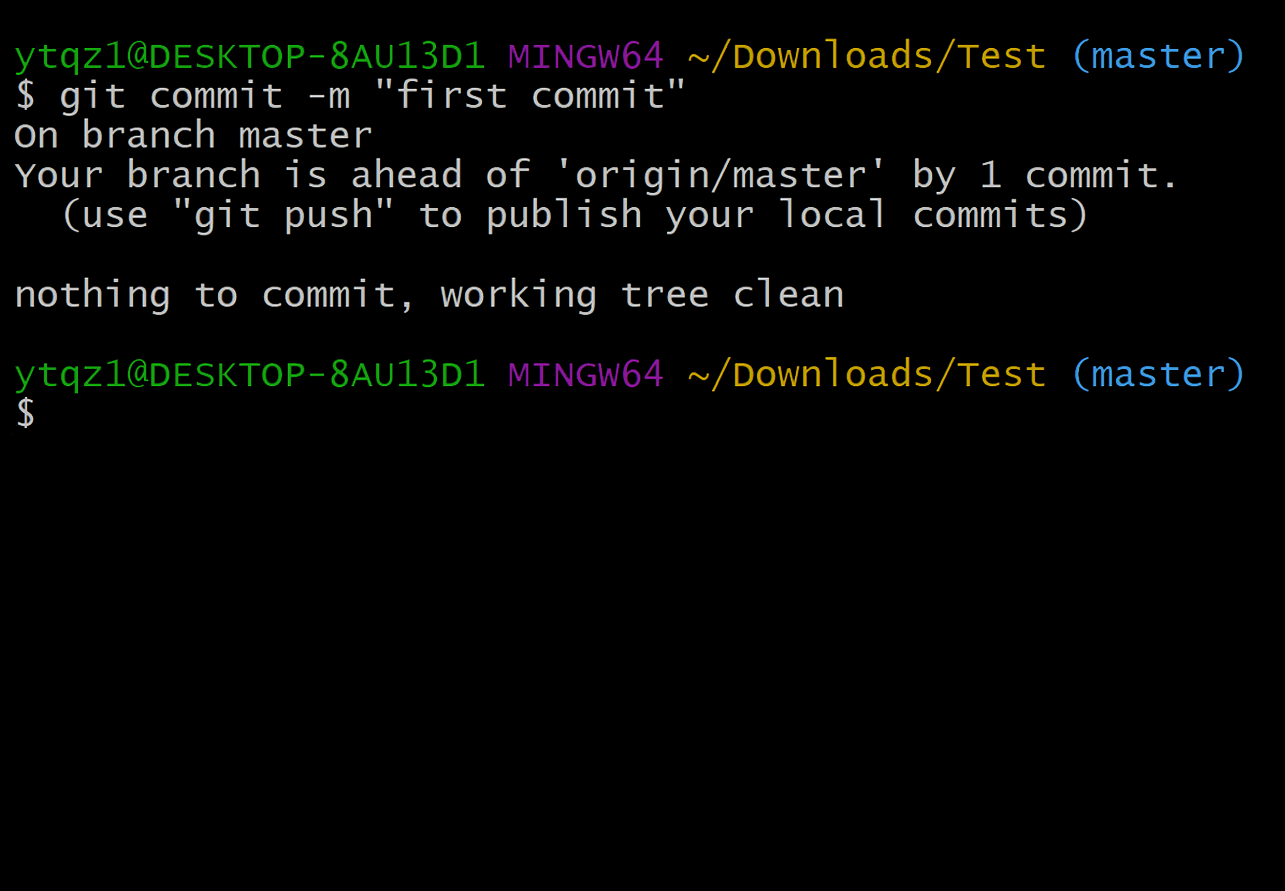 ytqz1@DESKTOP-8AU13D1 MINGW64 ~/Downloads/Test (master)
$ git commit -m "first commit"
On branch master
Your branch is ahead of 'origin/master' by 1 commit.
  (use "git push" to publish your local commits)

nothing to commit, working tree clean

ytqz1@DESKTOP-8AU13D1 MINGW64 ~/Downloads/Test (master)
$